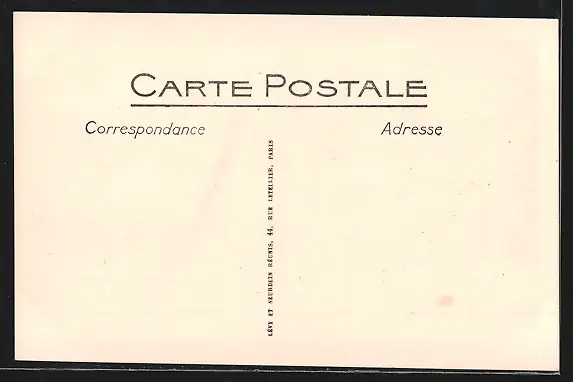 CARTE POSTALE
Correspondance
Adresse
LÉVY ET NEURDEIN RÉUNIS, 44, RUE LETELLIER, PARIS